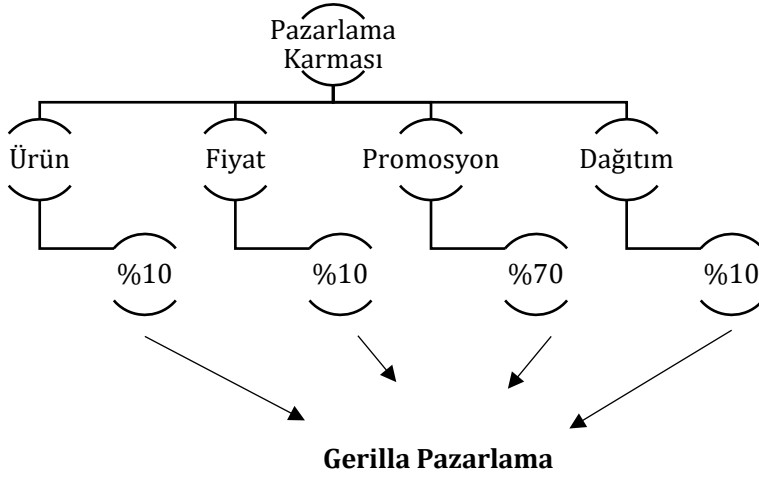 Pazarlama
Karması
Ürün
Fiyat
Promosyon
Dağıtım
%10
%10
%70
%10
Gerilla Pazarlama